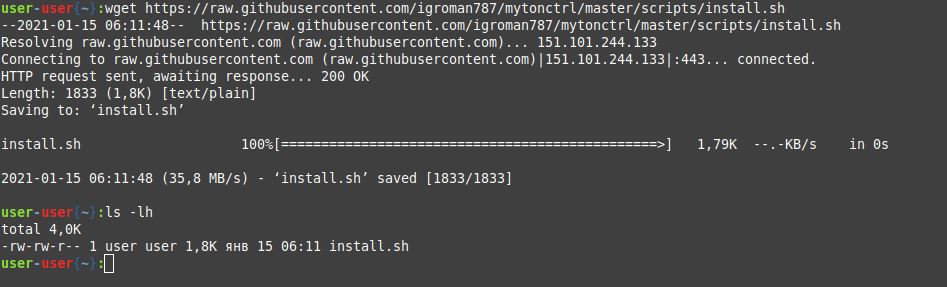 user-user{~}:wget https://raw.githubusercontent.com/igroman787/mytonctrl/master/scripts/install.sh
--2021-01-15 06:11:48--  https://raw.githubusercontent.com/igroman787/mytonctrl/master/scripts/install.sh
Resolving raw.githubusercontent.com (raw.githubusercontent.com)... 151.101.244.133
Connecting to raw.githubusercontent.com (raw.githubusercontent.com)|151.101.244.133|:443... connected.
HTTP request sent, awaiting response... 200 OK
Length: 1833 (1,8K) [text/plain]
Saving to: ‘install.sh’
install.sh                    100%[===============================================>]   1,79K  --.-KB/s    in 0s
2021-01-15 06:11:48 (35,8 MB/s) - ‘install.sh’ saved [1833/1833]
user-user{~}:ls -lh
total 4,0K
-rw-rw-r-- 1 user user 1,8K янв 15 06:11 install.sh
user-user{~}: